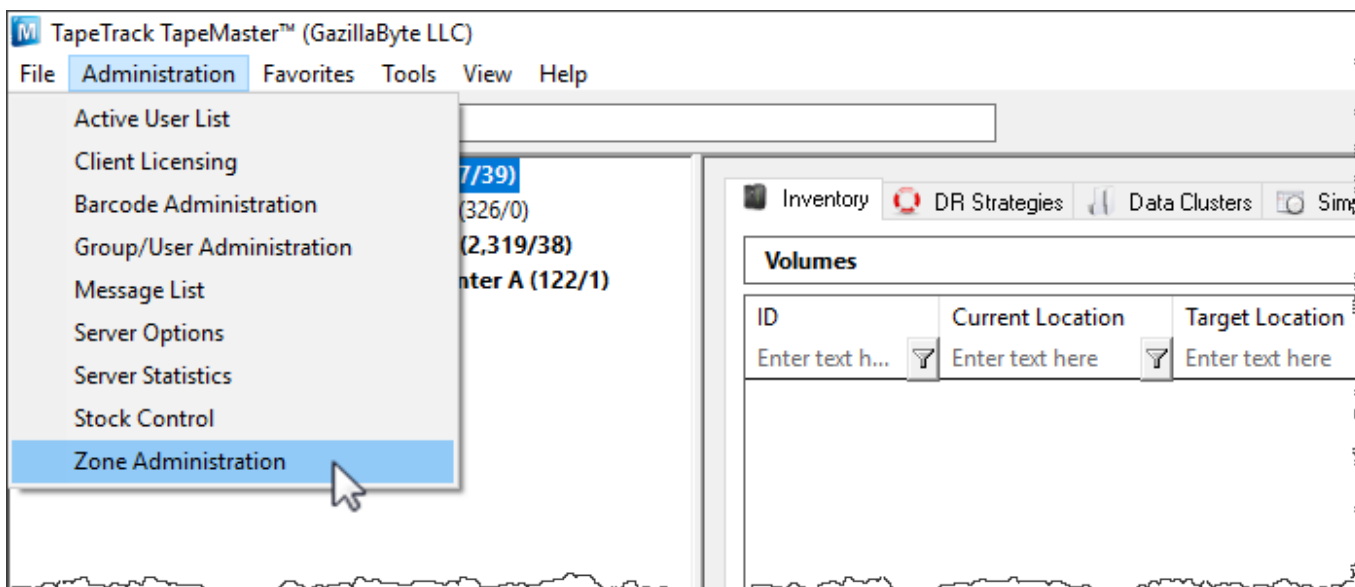 TapeTrack TapeMaster™ (GazillaByte LLC)
File Administration Favorites Tools View Help
Active User List
Client Licensing
Barcode Administration
Group/User Administration
Message List
Server Options
Server Statistics
Stock Control
Zone Administration
7/39)
(326/0)
(2,319/38)
nter A (122/1)
Inventory DR Strategies Data Clusters
Volumes
ID Current Location Target Location
Enter text h... Enter text here Enter text here